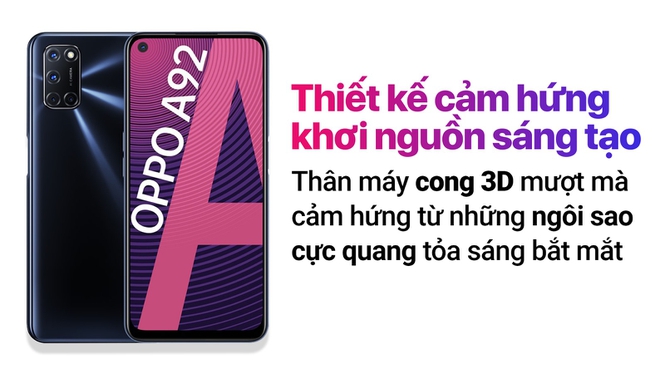 OPPO A92
Thiết kế cảm hứng
khơi nguồn sáng tạo
Thân máy cong 3D mượt mà
cảm hứng từ những ngôi sao
cực quang tỏa sáng bắt mắt